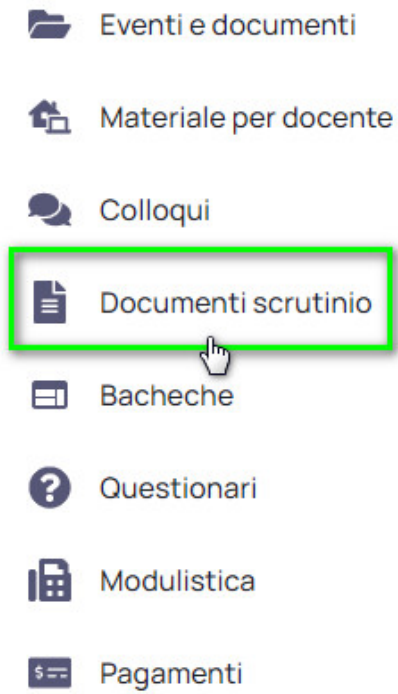 Eventi e documenti
Materiale per docente
Colloqui
Documenti scrutinio
Bacheche
Questionari
Modulistica
Pagamenti